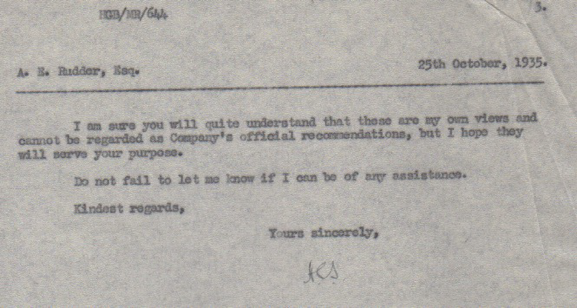 HGB/MR/644
3.
A. E. Rudder, Esq.
25th October, 1935.
I am sure you will quite understand that these are my own views and
cannot be regarded as Company's official recommendations, but I hope they
will serve your purpose.
Do not fail to let me know if I can be of any assistance.
Kindest regards,
Yours sincerely,